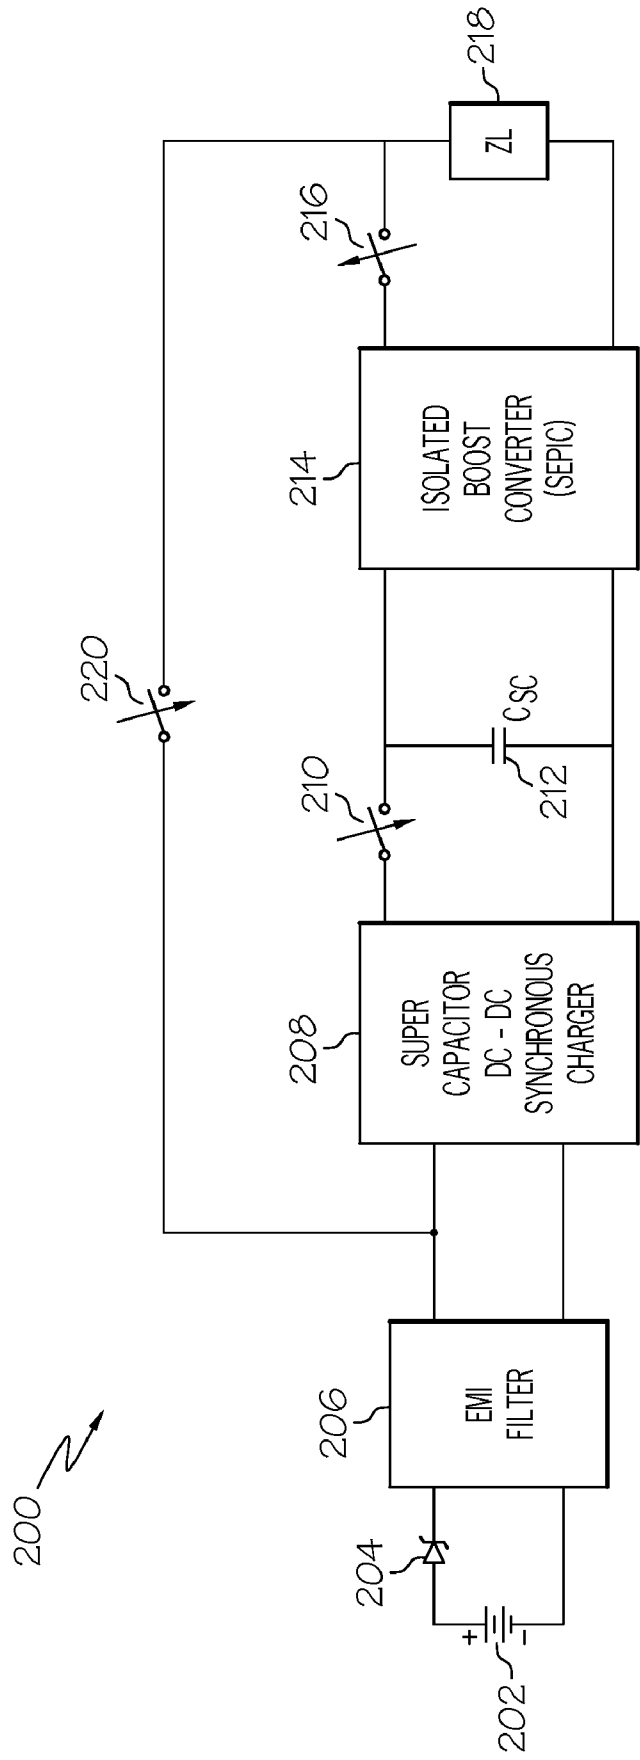 200
202
+
–
204
206
EMI
FILTER
208
SUPER
CAPACITOR
DC - DC
SYNCHRONOUS
CHARGER
210
212
CSC
220
214
ISOLATED
BOOST
CONVERTER
(SEPIC)
216
218
ZL